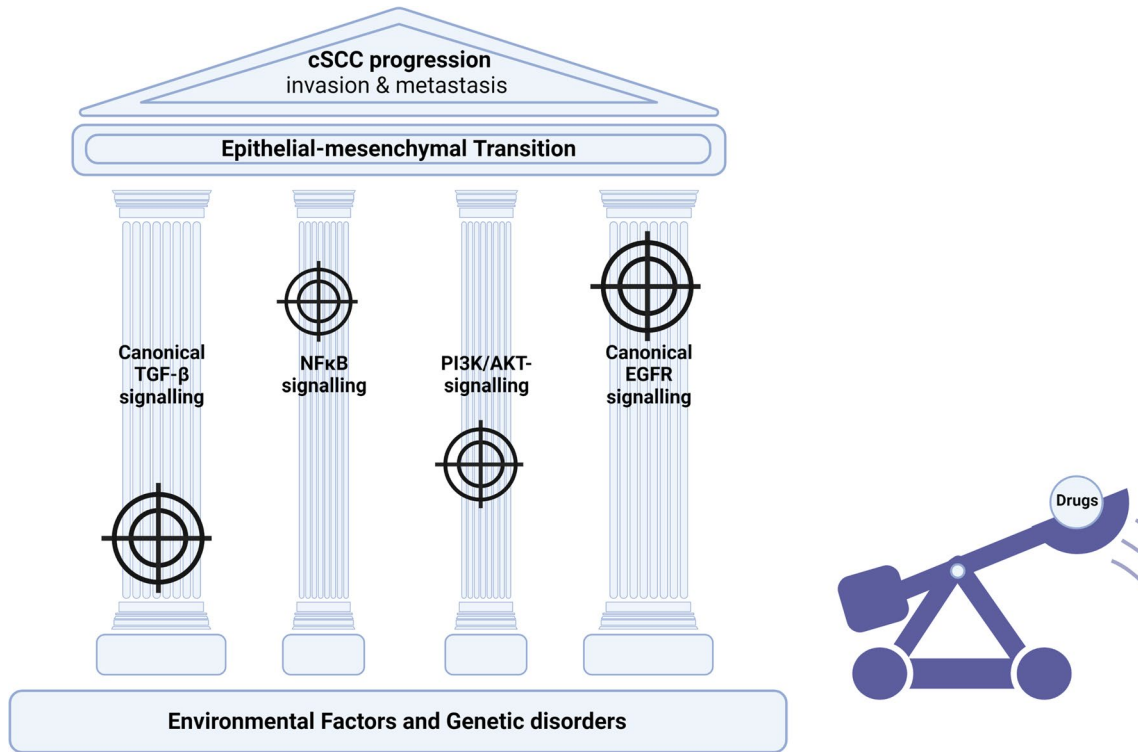 cSCC progression
invasion & metastasis
Epithelial-mesenchymal Transition
Canonical
TGF-β
signalling
NFκB
signalling
PI3K/AKT-
signalling
Canonical
EGFR
signalling
Drugs
Environmental Factors and Genetic disorders